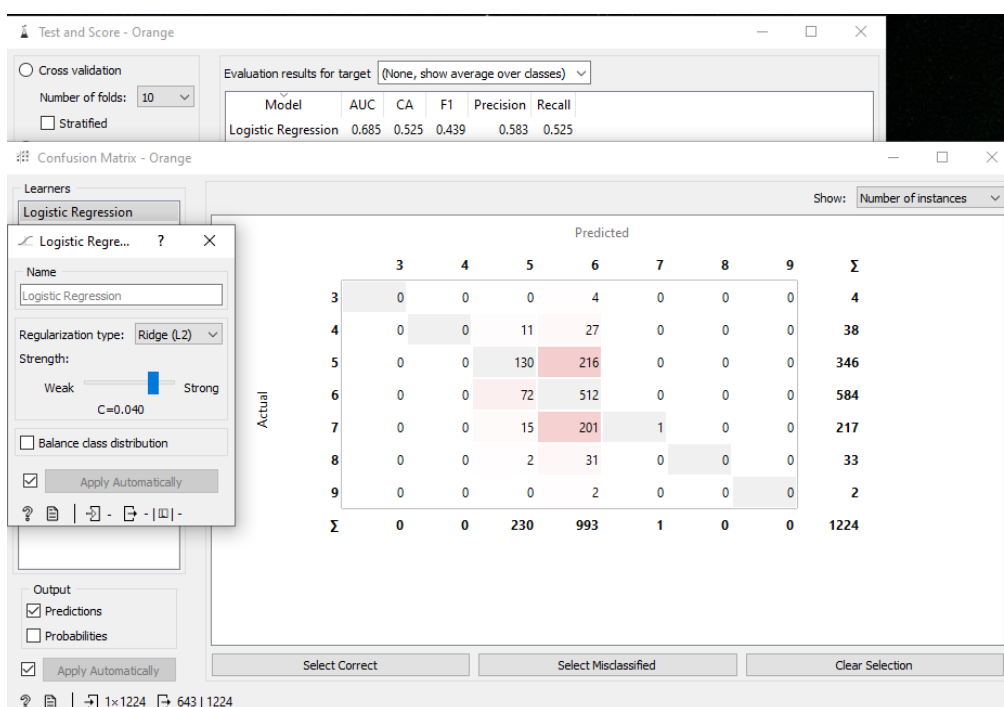 Test and Score - Orange
Cross validation
Number of folds: 10
Stratified
Evaluation results for target (None, show average over classes)
Model AUC CA F1 Precision Recall
Logistic Regression 0.685 0.525 0.439 0.583 0.525
Confusion Matrix - Orange
Learners
Logistic Regression
Show: Number of instances
Logistic Regre... ?
Name
Logistic Regression
Regularization type: Ridge (L2)
Strength:
Weak Strong
C=0.040
Balance class distribution
Apply Automatically
Predicted
Actual
3 4 5 6 7 8 9 Σ
3 0 0 0 4 0 0 0 4
4 0 0 11 27 0 0 0 38
5 0 0 130 216 0 0 0 346
6 0 0 72 512 0 0 0 584
7 0 0 15 201 1 0 0 217
8 0 0 2 31 0 0 0 33
9 0 0 0 2 0 0 0 2
Σ 0 0 230 993 1 0 0 1224
Output
Predictions
Probabilities
Apply Automatically
Select Correct Select Misclassified Clear Selection
? 1×1224 643 | 1224